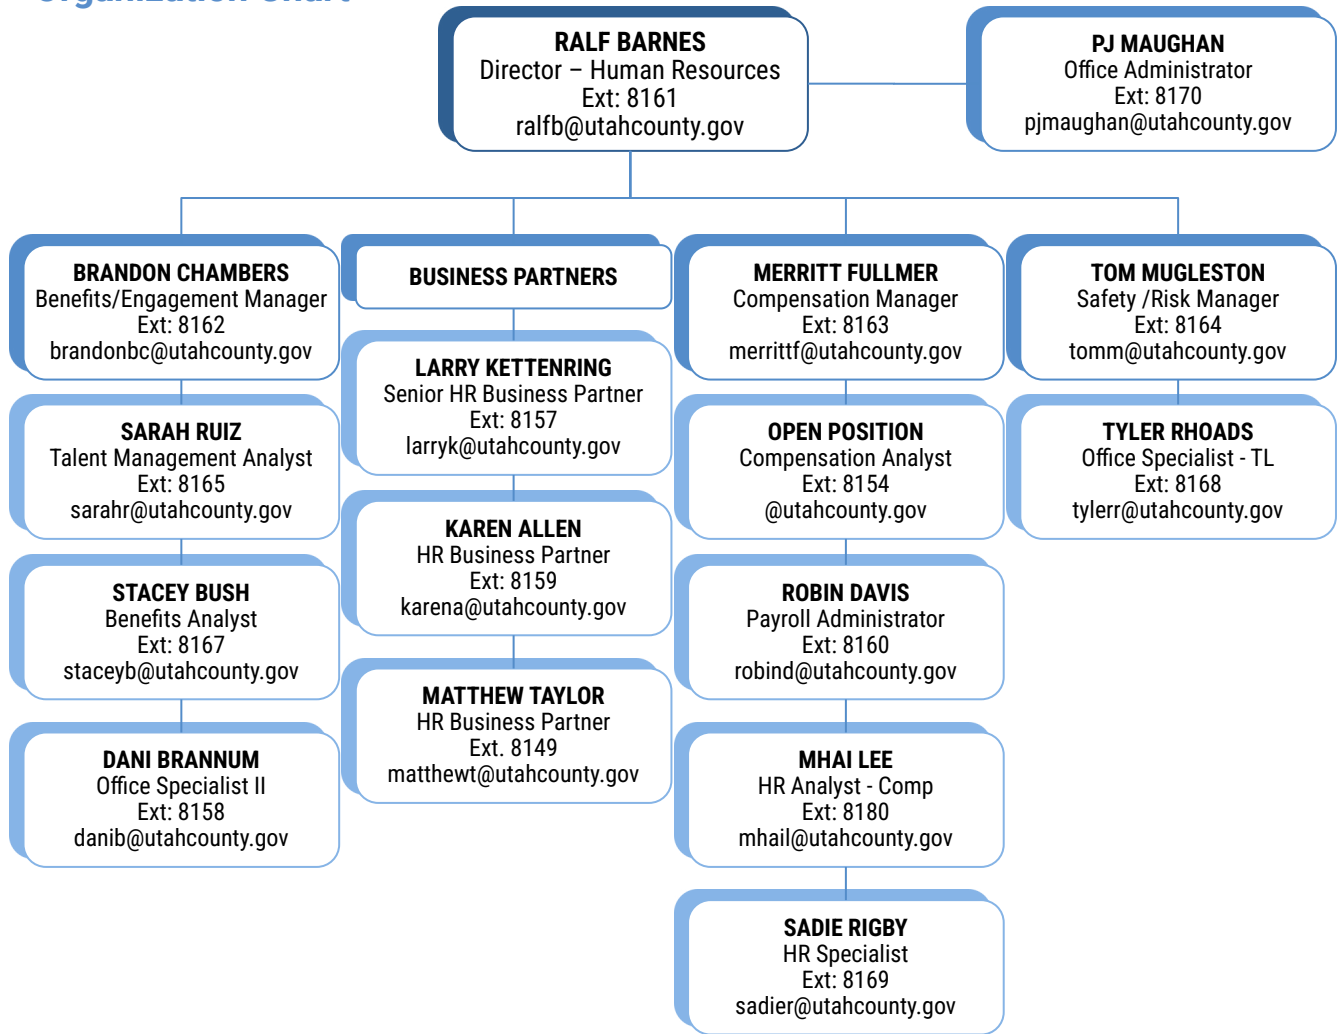 Organization Chart
RALF BARNES
Director – Human Resources
Ext: 8161
ralfb@utahcounty.gov
PJ MAUGHAN
Office Administrator
Ext: 8170
pjmaughan@utahcounty.gov
BRANDON CHAMBERS
Benefits/Engagement Manager
Ext: 8162
brandonbc@utahcounty.gov
SARAH RUIZ
Talent Management Analyst
Ext: 8165
sarahr@utahcounty.gov
STACEY BUSH
Benefits Analyst
Ext: 8167
staceyb@utahcounty.gov
DANI BRANNUM
Office Specialist II
Ext: 8158
danib@utahcounty.gov
BUSINESS PARTNERS
LARRY KETTENRING
Senior HR Business Partner
Ext: 8157
larryk@utahcounty.gov
KAREN ALLEN
HR Business Partner
Ext: 8159
karena@utahcounty.gov
MATTHEW TAYLOR
HR Business Partner
Ext. 8149
matthewt@utahcounty.gov
MERRITT FULLMER
Compensation Manager
Ext: 8163
merrittf@utahcounty.gov
OPEN POSITION
Compensation Analyst
Ext: 8154
@utahcounty.gov
ROBIN DAVIS
Payroll Administrator
Ext: 8160
robind@utahcounty.gov
MHAI LEE
HR Analyst - Comp
Ext: 8180
mhail@utahcounty.gov
SADIE RIGBY
HR Specialist
Ext: 8169
sadier@utahcounty.gov
TOM MUGLESTON
Safety /Risk Manager
Ext: 8164
tomm@utahcounty.gov
TYLER RHOADS
Office Specialist - TL
Ext: 8168
tylerr@utahcounty.gov